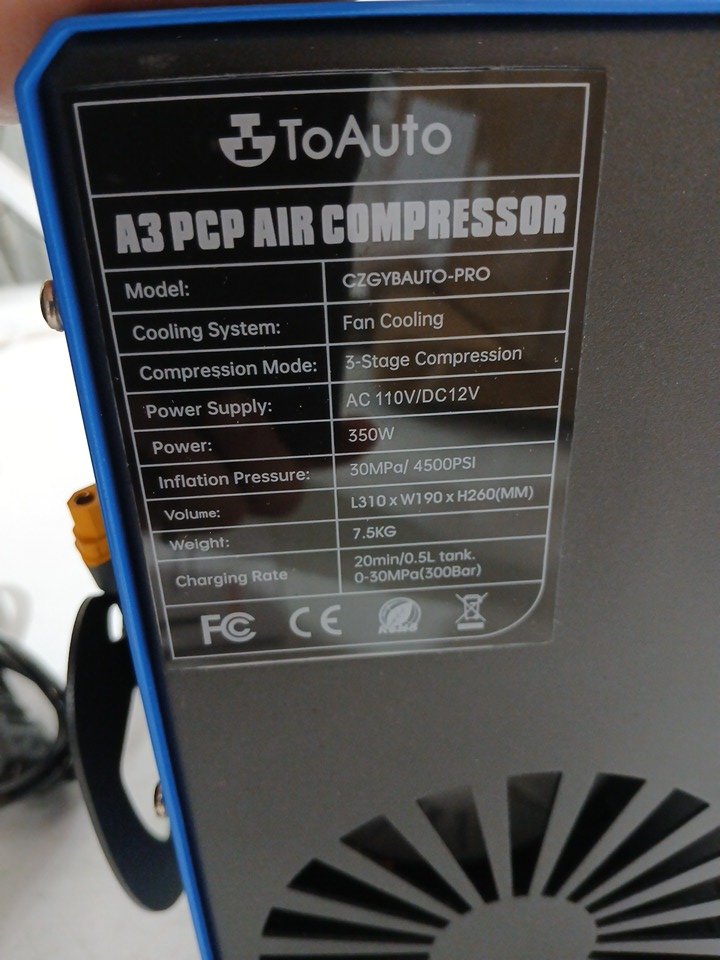 ToAuto
A3 PCP AIR COMPRESSOR
Model: CZGYBAUTO-PRO
Cooling System: Fan Cooling
Compression Mode: 3-Stage Compression
Power Supply: AC 110V/DC12V
Power: 350W
Inflation Pressure: 30MPa/ 4500PSI
Volume: L310 x W190 x H260(MM)
Weight: 7.5KG
Charging Rate 20min/0.5L tank.
0-30MPa(300Bar)
FC CE ROHS